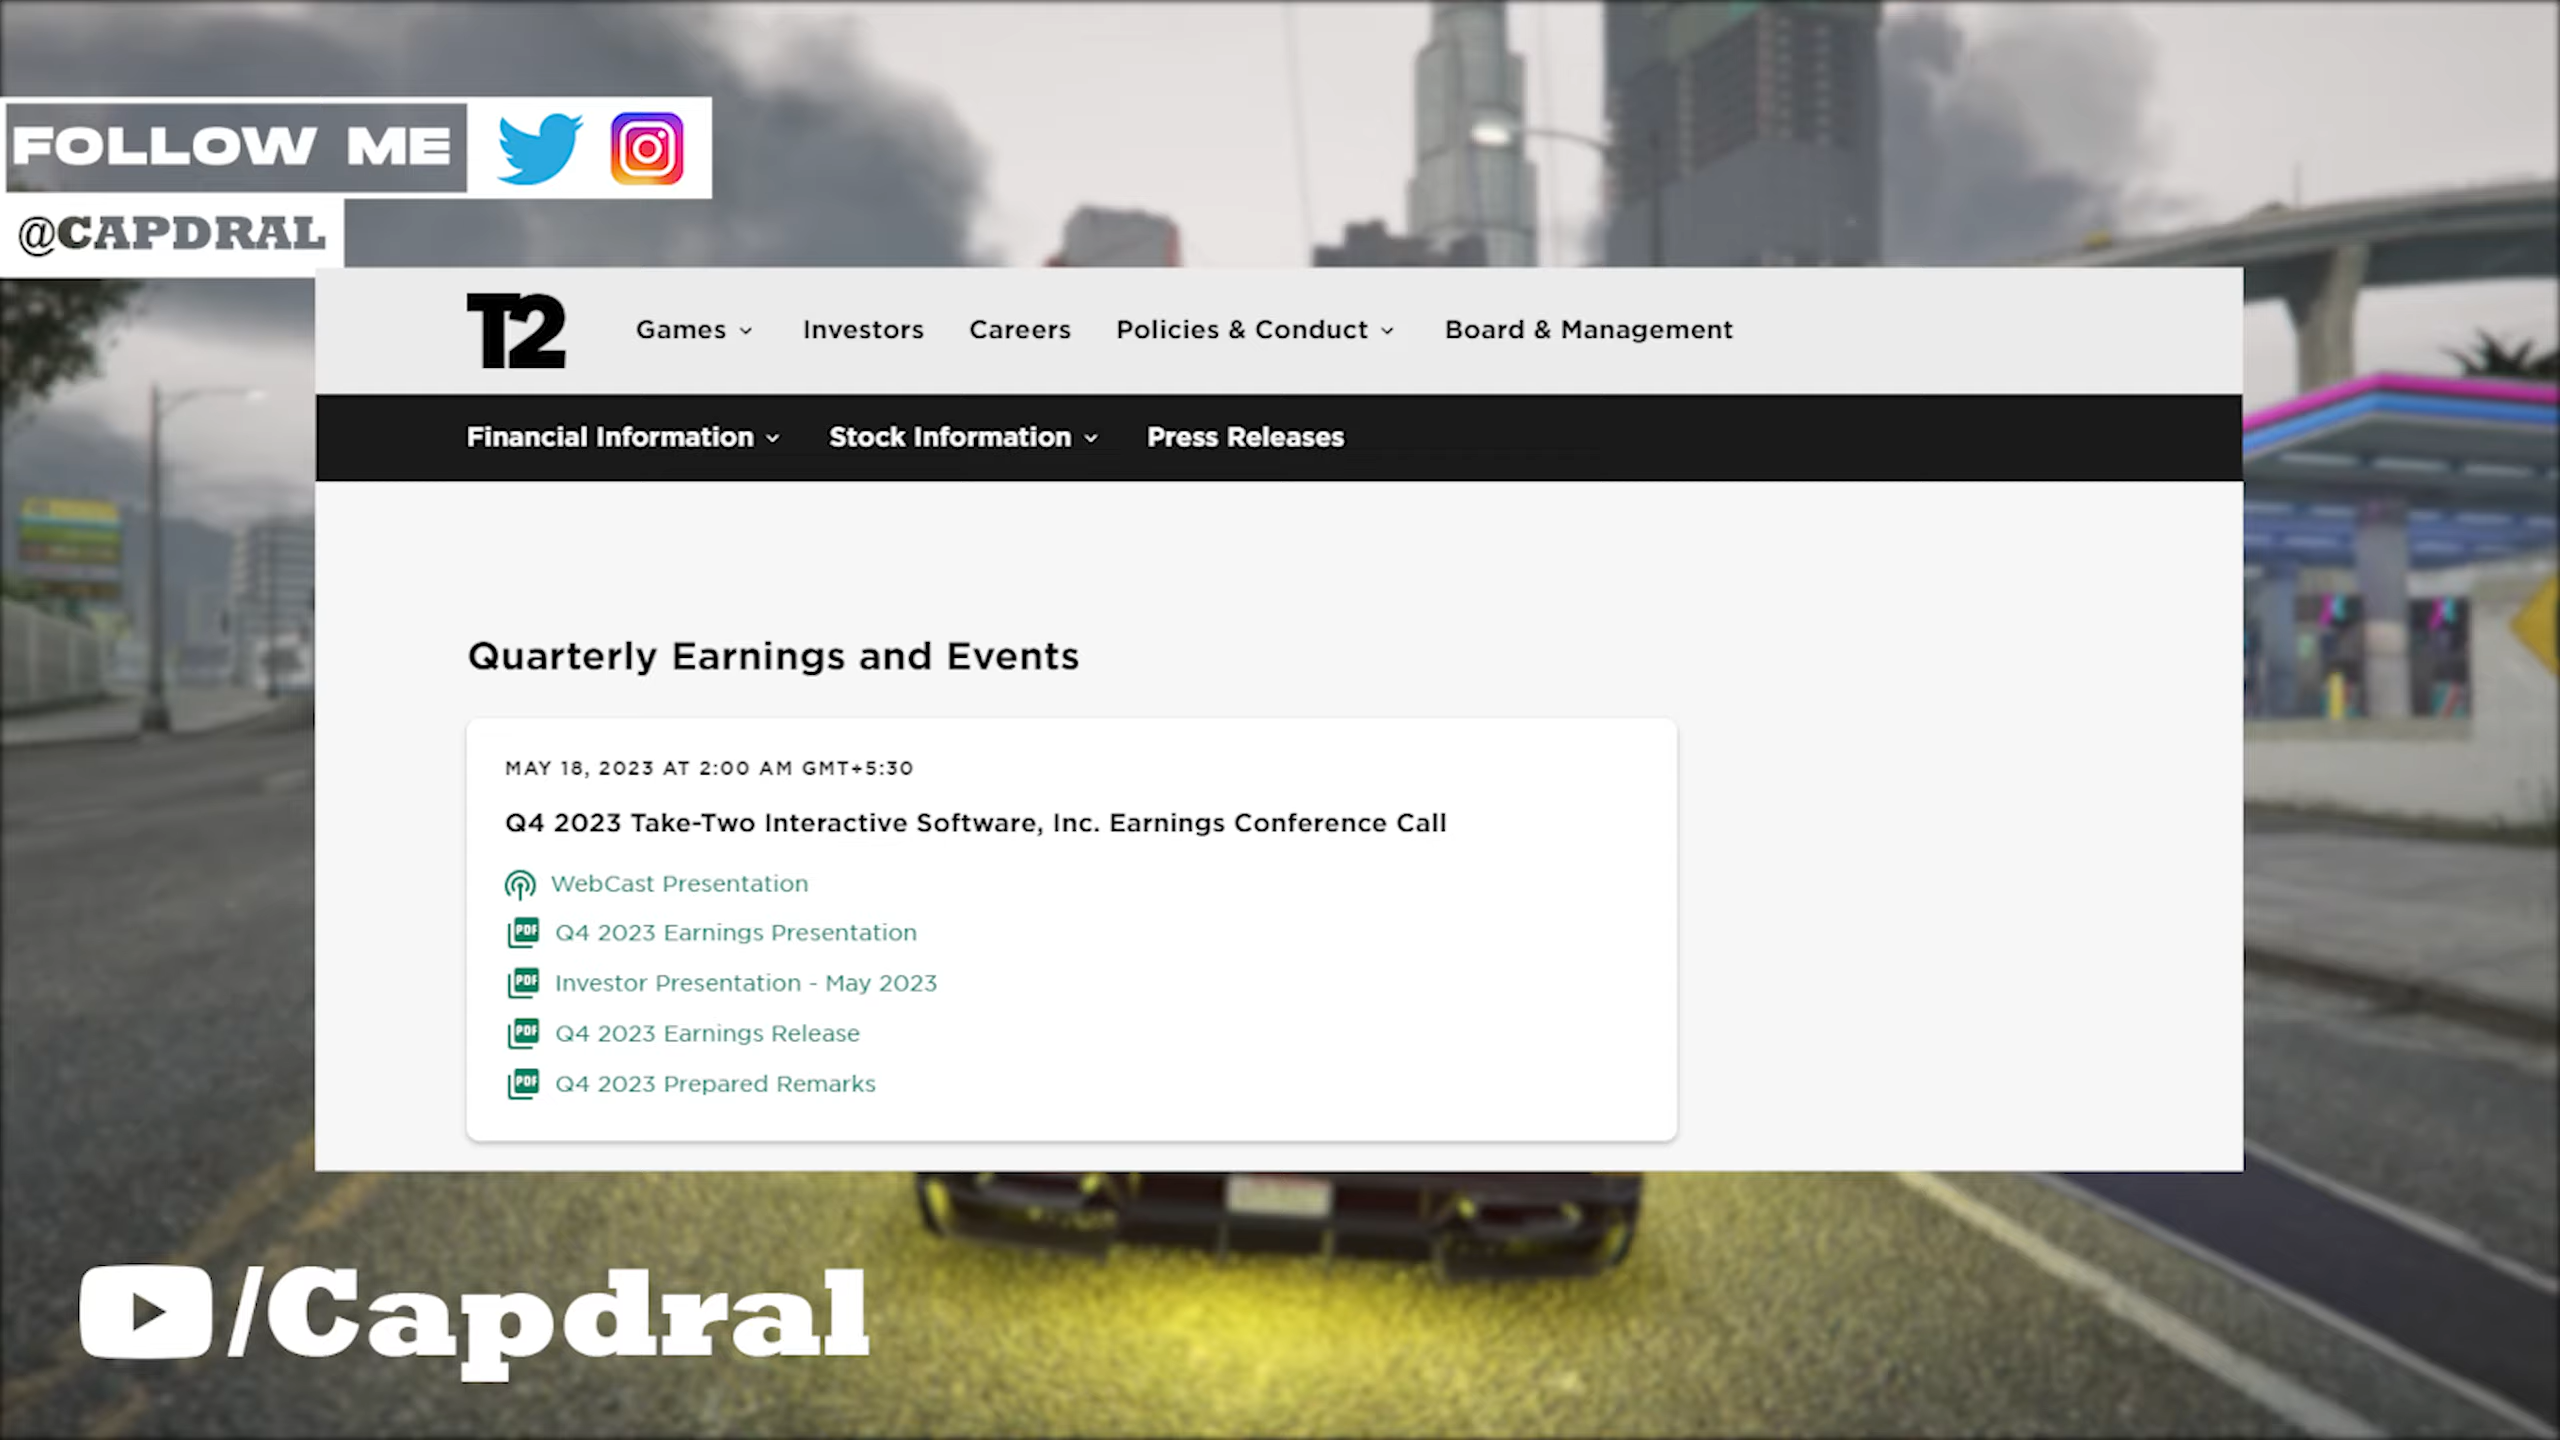 FOLLOW ME
@CAPDRAL
T2
Games
Investors
Careers
Policies & Conduct
Board & Management
Financial Information
Stock Information
Press Releases
Quarterly Earnings and Events
MAY 18, 2023 AT 2:00 AM GMT+5:30
Q4 2023 Take-Two Interactive Software, Inc. Earnings Conference Call
WebCast Presentation
PDF Q4 2023 Earnings Presentation
PDF Investor Presentation - May 2023
PDF Q4 2023 Earnings Release
PDF Q4 2023 Prepared Remarks
/Capdral